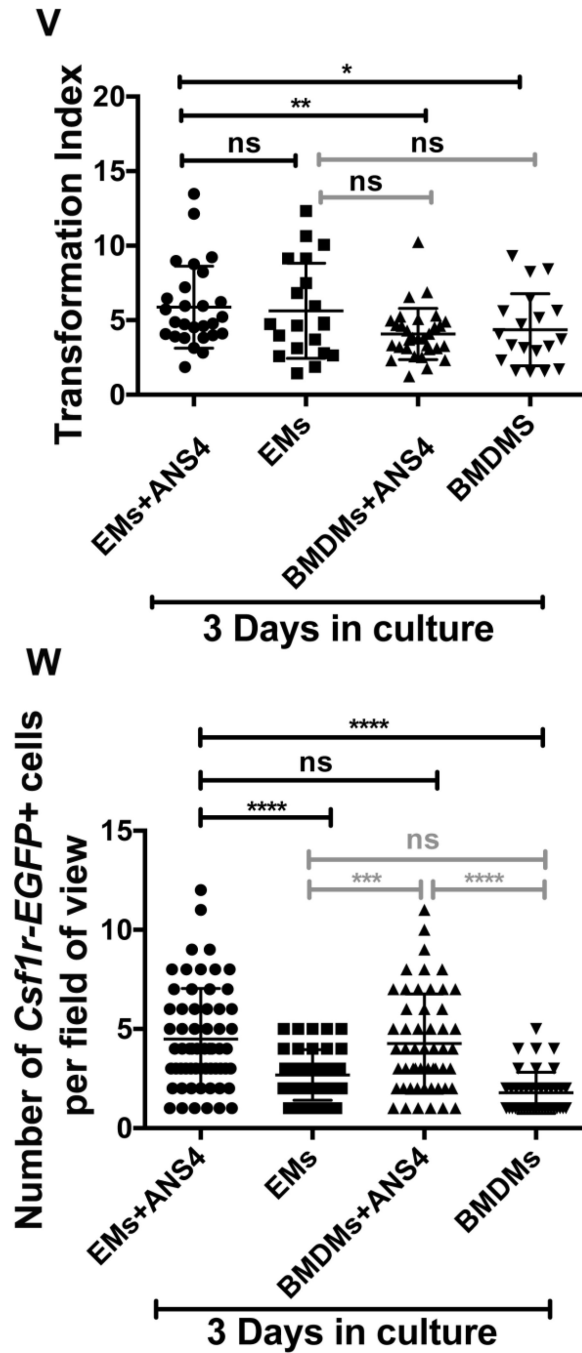 V
Transformation Index
20
15
10
5
0
*
**
ns
ns
ns
EMs+ANS4
EMs
BMDMs+ANS4
BMDMS
3 Days in culture
W
Number of Csf1r-EGFP+ cells
per field of view
15
10
5
0
****
ns
****
ns
***
****
EMs+ANS4
EMs
BMDMs+ANS4
BMDMs
3 Days in culture